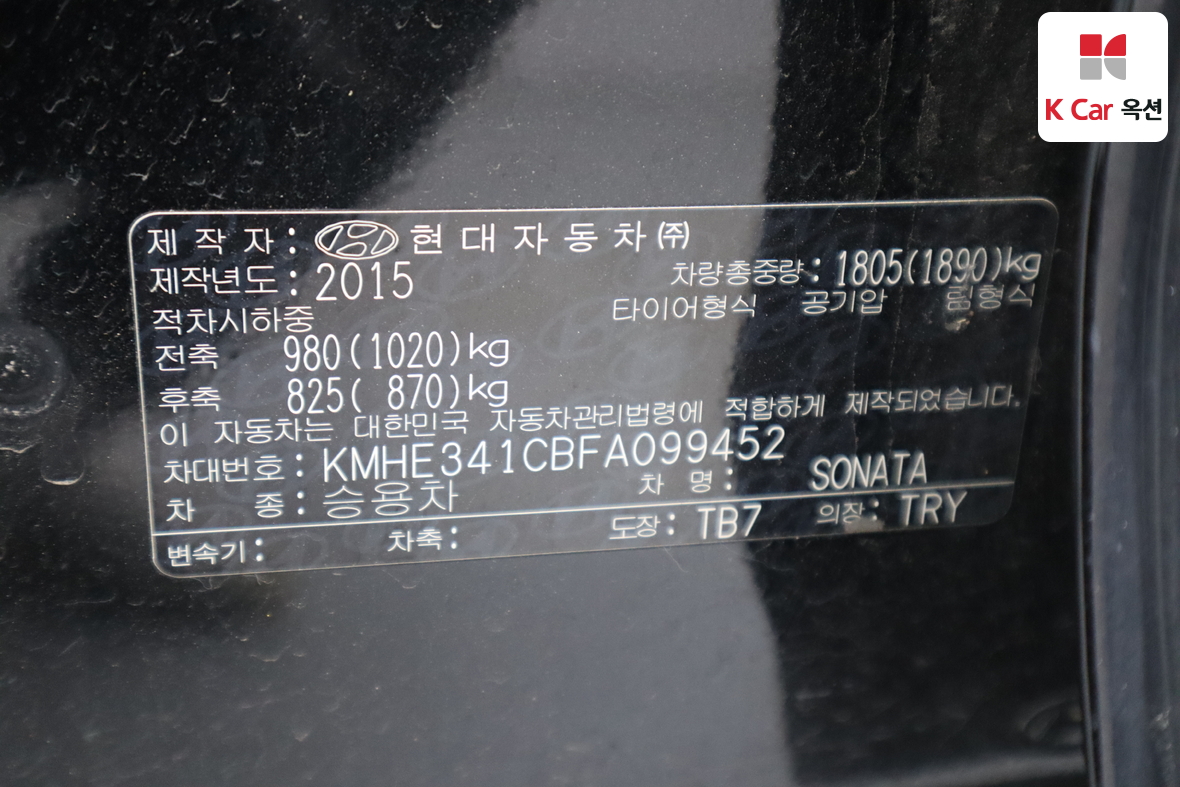 K Car 옥션
제 작 자 : 현 대 자 동 차 ㈜
제작년도 : 2015 차량총중량 : 1805(1890)kg
적차시하중 타이어형식 공기압 림형식
전축 980(1020)kg
후축 825( 870)kg
이 자동차는 대한민국 자동차관리법령에 적합하게 제작되었습니다.
차대번호 : KMHE341CBFA099452
차 종 : 승용차 차 명 : SONATA
변속기 : 차축 : 도장 : TB7 의장 : TRY